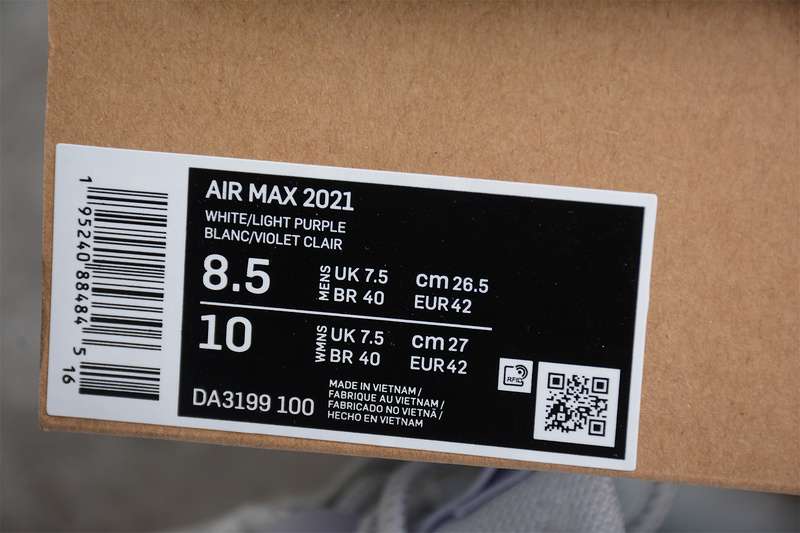 AIR MAX 2021
WHITE/LIGHT PURPLE
BLANC/VIOLET CLAIR
8.5 MENS UK 7.5 cm 26.5
BR 40 EUR 42
10 WMNS UK 7.5 cm 27
BR 40 EUR 42
DA3199 100
MADE IN VIETNAM /
FABRIQUE AU VIETNAM /
FABRICADO NO VIETNÃ /
HECHO EN VIETNAM
RFID
1 95240 88484 5 16